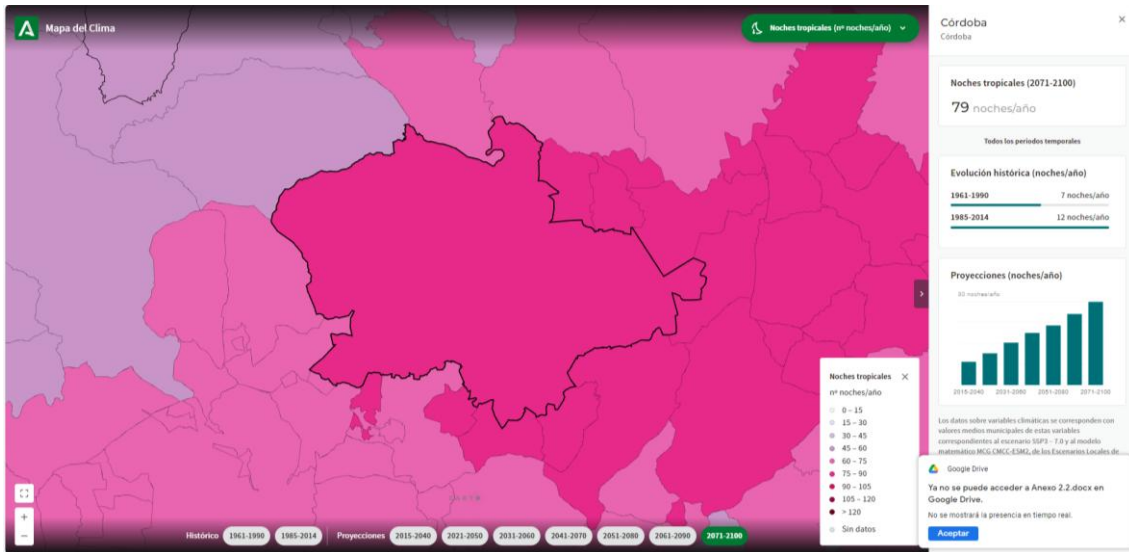 Mapa del Clima
Noches tropicales (nº noches/año)
Córdoba
Córdoba
Noches tropicales (2071-2100)
79 noches/año
Todos los periodos temporales
Evolución histórica (noches/año)
1961-1990 7 noches/año
1985-2014 12 noches/año
Proyecciones (noches/año)
noches/año
2015-2040 2031-2060 2051-2080 2071-2100
Los datos sobre variables climáticas se corresponden con
valores medios municipales de estas variables
correspondientes al escenario SSP3 - 7.0 y al modelo
matemático MCG CMCC-ESM2, de los Escenarios Locales de
Noches tropicales
nº noches/año
0 – 15
15 – 30
30 – 45
45 – 60
60 – 75
75 – 90
90 – 105
105 – 120
> 120
Sin datos
Google Drive
Ya no se puede acceder a Anexo 2.2.docx en
Google Drive.
No se mostrará la presencia en tiempo real.
Aceptar
+
−
Histórico 1961-1990 1985-2014 Proyecciones 2015-2040 2021-2050 2031-2060 2041-2070 2051-2080 2061-2090 2071-2100